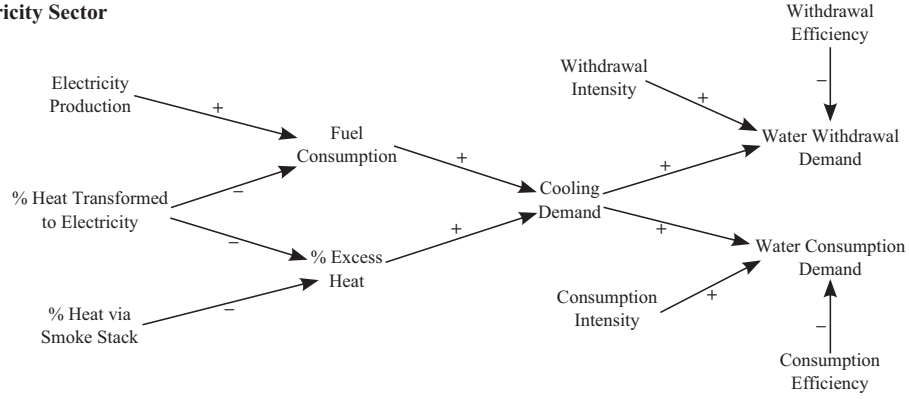 ricity Sector
Withdrawal
Efficiency
−
Withdrawal
Intensity
+
Water Withdrawal
Demand
Electricity
Production
+
Fuel
Consumption
+
+
% Heat Transformed
to Electricity
−
−
Cooling
Demand
+
+
% Excess
Heat
Water Consumption
Demand
% Heat via
Smoke Stack
−
Consumption
Intensity
+
−
Consumption
Efficiency